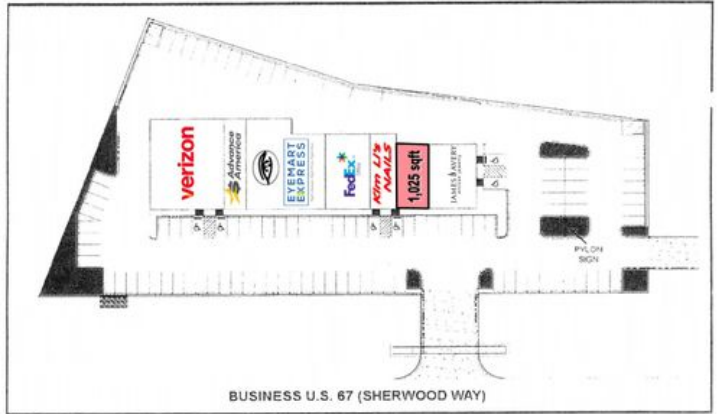 verizon
Advance
America
EYEMART
EXPRESS
FedEx
Kim Li's
NAILS
1,025 sqft
JAMES AVERY
PYLON
SIGN
BUSINESS U.S. 67 (SHERWOOD WAY)